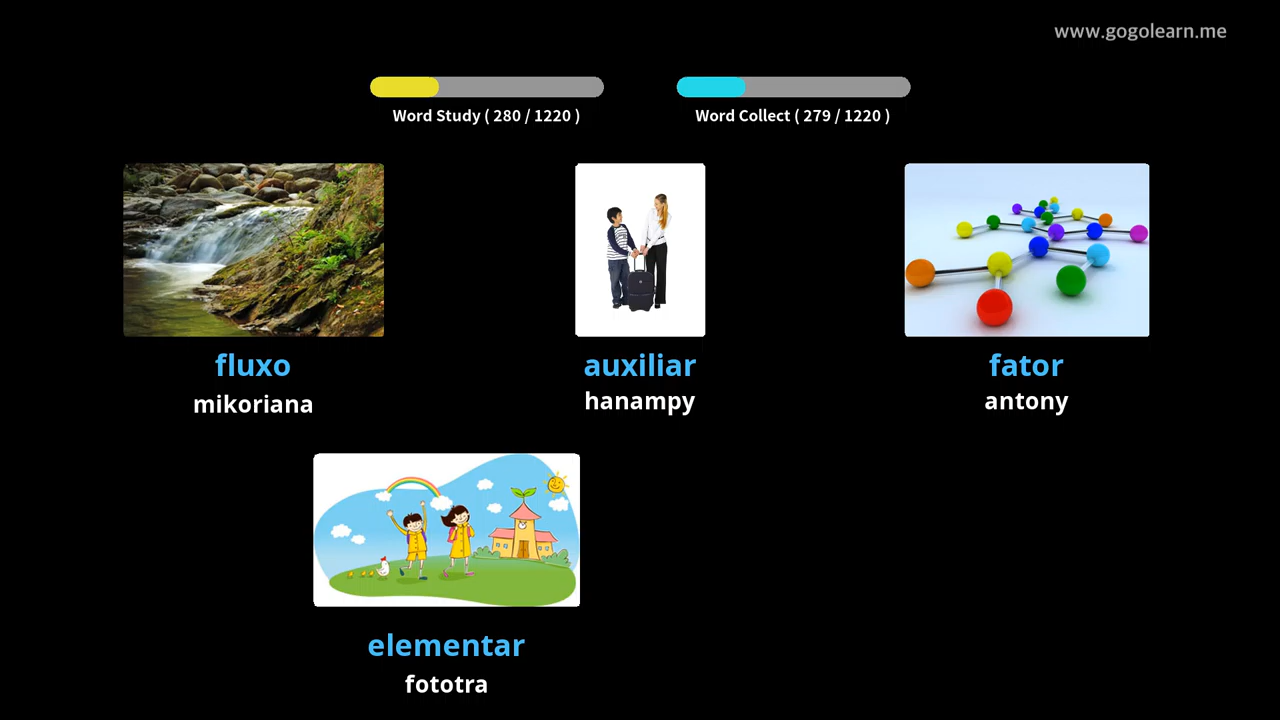 www.gogolearn.me
Word Study ( 280 / 1220 )
Word Collect ( 279 / 1220 )
fluxo
mikoriana
auxiliar
hanampy
fator
antony
elementar
fototra